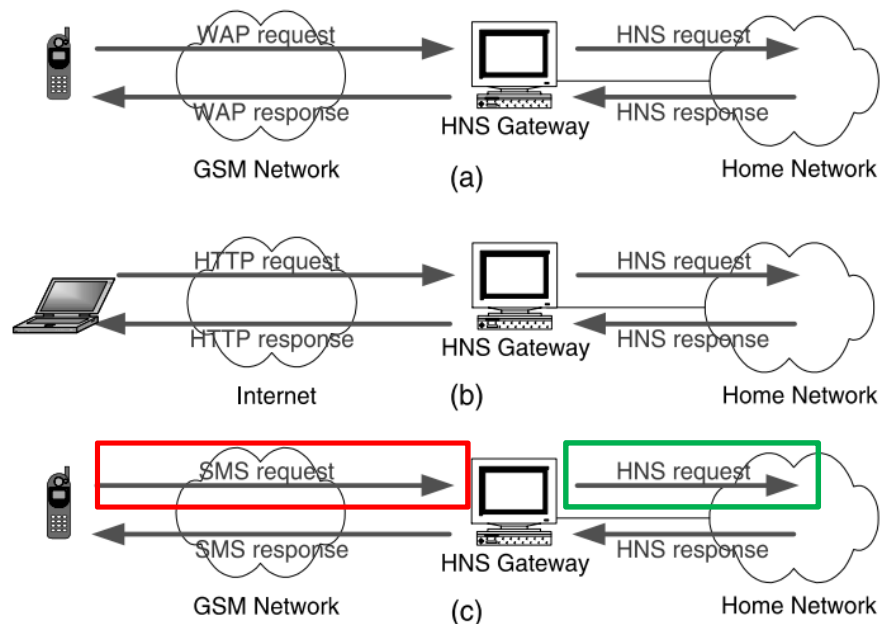 WAP request
HNS request
WAP response
HNS response
HNS Gateway
GSM Network
(a)
Home Network
HTTP request
HNS request
HTTP response
HNS response
HNS Gateway
Internet
(b)
Home Network
SMS request
HNS request
SMS response
HNS response
HNS Gateway
GSM Network
(c)
Home Network